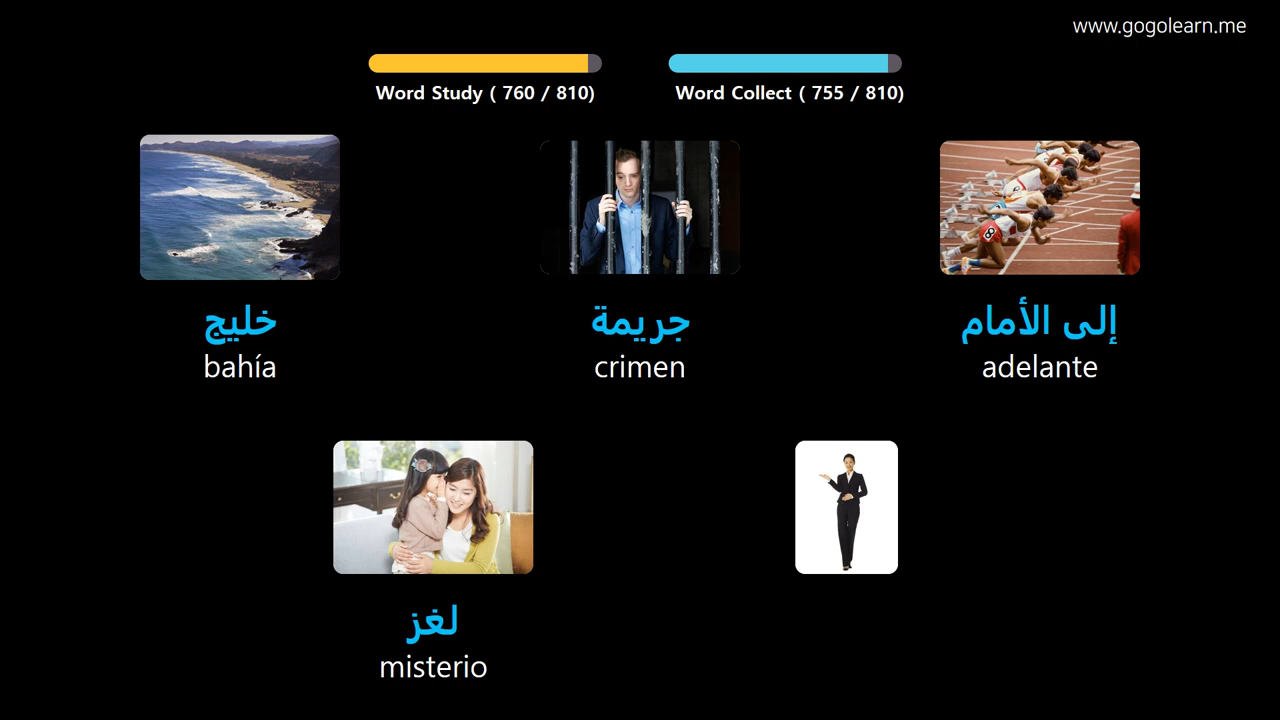 www.gogolearn.me
Word Study ( 760 / 810)
Word Collect ( 755 / 810)
خليج
bahía
جريمة
crimen
إلى الأمام
adelante
لغز
misterio